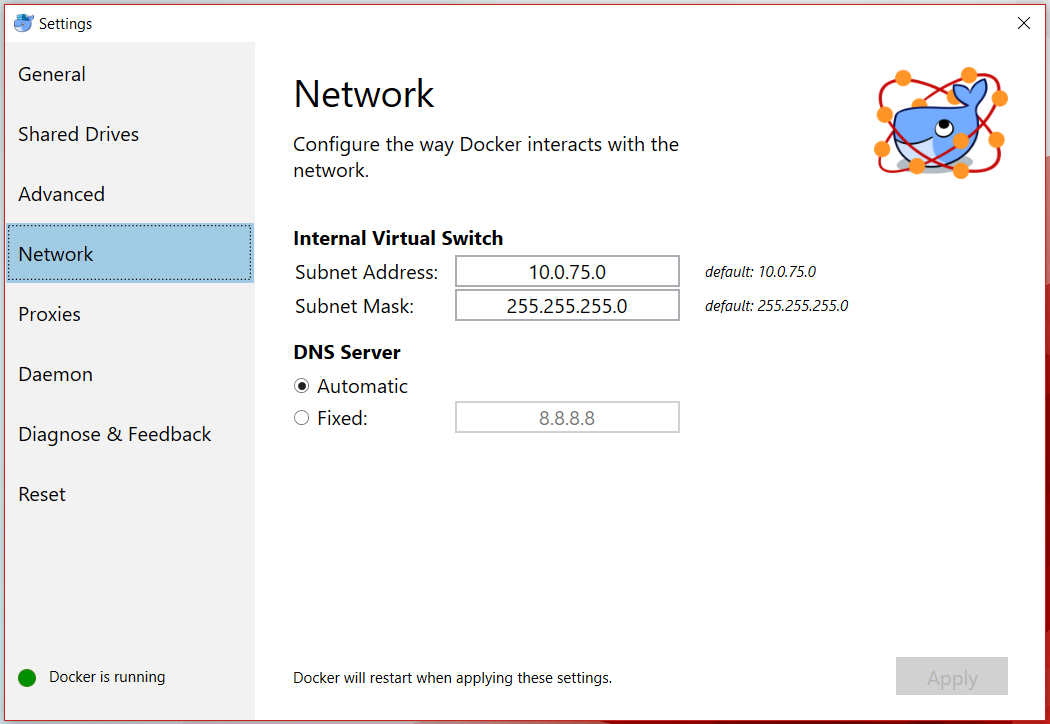 Settings
General
Shared Drives
Advanced
Network
Proxies
Daemon
Diagnose & Feedback
Reset
Docker is running
Network
Configure the way Docker interacts with the
network.
Internal Virtual Switch
Subnet Address: 10.0.75.0 default: 10.0.75.0
Subnet Mask: 255.255.255.0 default: 255.255.255.0
DNS Server
Automatic
Fixed: 8.8.8.8
Docker will restart when applying these settings.
Apply